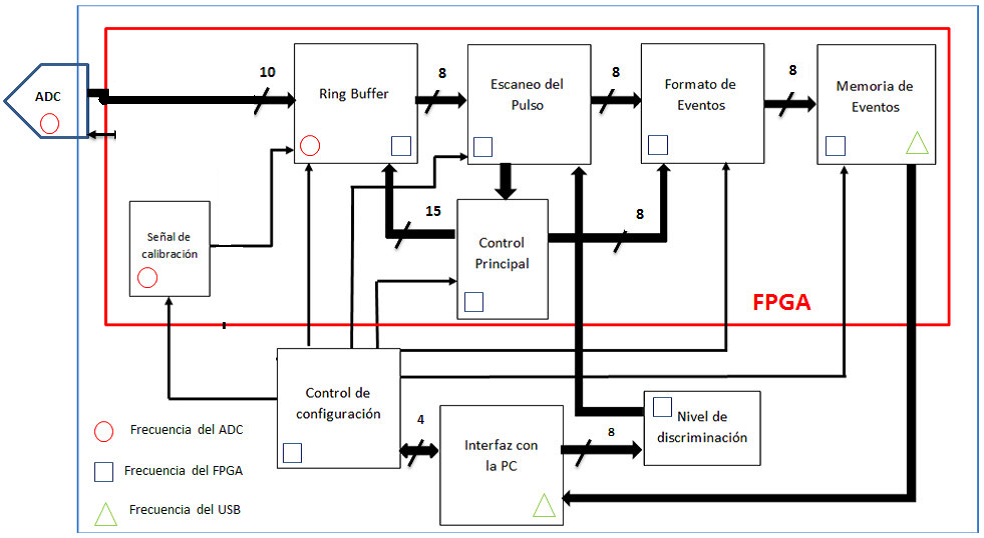 10
8
8
8
ADC
Ring Buffer
Escaneo del
Pulso
Formato de
Eventos
Memoria de
Eventos
15
8
Señal de
calibración
Control
Principal
FPGA
Control de
configuración
4
Interfaz con
la PC
8
Nivel de
discriminación
Frecuencia del ADC
Frecuencia del FPGA
Frecuencia del USB